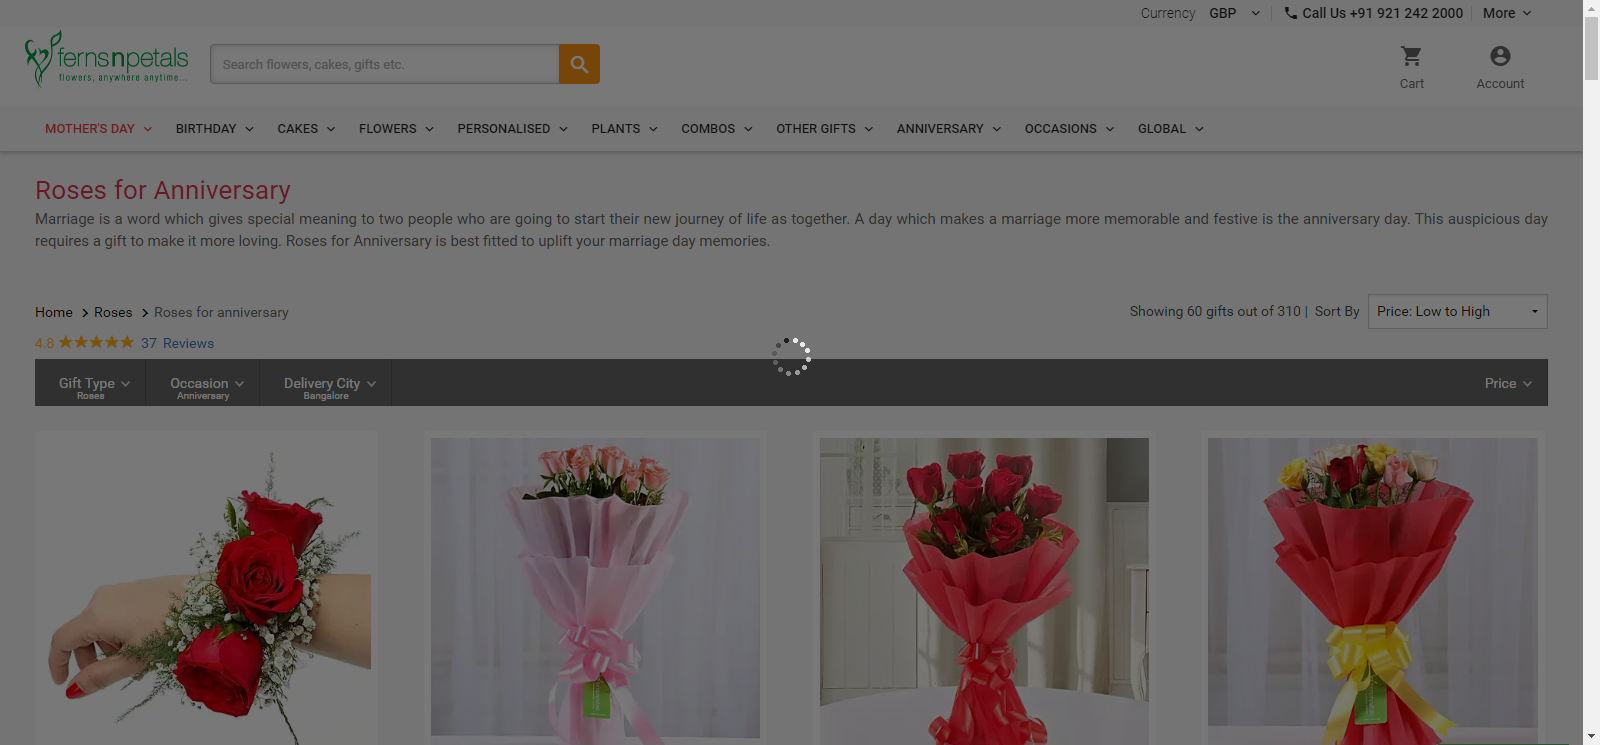 Currency GBP Call Us +91 921 242 2000 More
fernsnpetals
flowers, anywhere anytime...
Search flowers, cakes, gifts etc.
Cart
Account
MOTHER'S DAY BIRTHDAY CAKES FLOWERS PERSONALISED PLANTS COMBOS OTHER GIFTS ANNIVERSARY OCCASIONS GLOBAL
Roses for Anniversary
Marriage is a word which gives special meaning to two people who are going to start their new journey of life as together. A day which makes a marriage more memorable and festive is the anniversary day. This auspicious day
requires a gift to make it more loving. Roses for Anniversary is best fitted to uplift your marriage day memories.
Home > Roses > Roses for anniversary
Showing 60 gifts out of 310 | Sort By Price: Low to High
4.8 ★★★★★ 37 Reviews
Gift Type
Roses
Occasion
Anniversary
Delivery City
Bangalore
Price